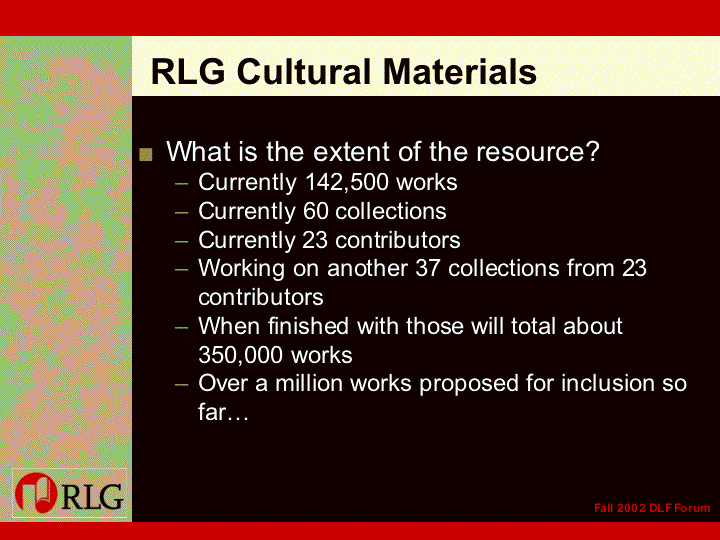 RLG Cultural Materials
What is the extent of the resource?
– Currently 142,500 works
– Currently 60 collections
– Currently 23 contributors
– Working on another 37 collections from 23
contributors
– When finished with those will total about
350,000 works
– Over a million works proposed for inclusion so
far…
RLG
Fall 2002 DLF Forum